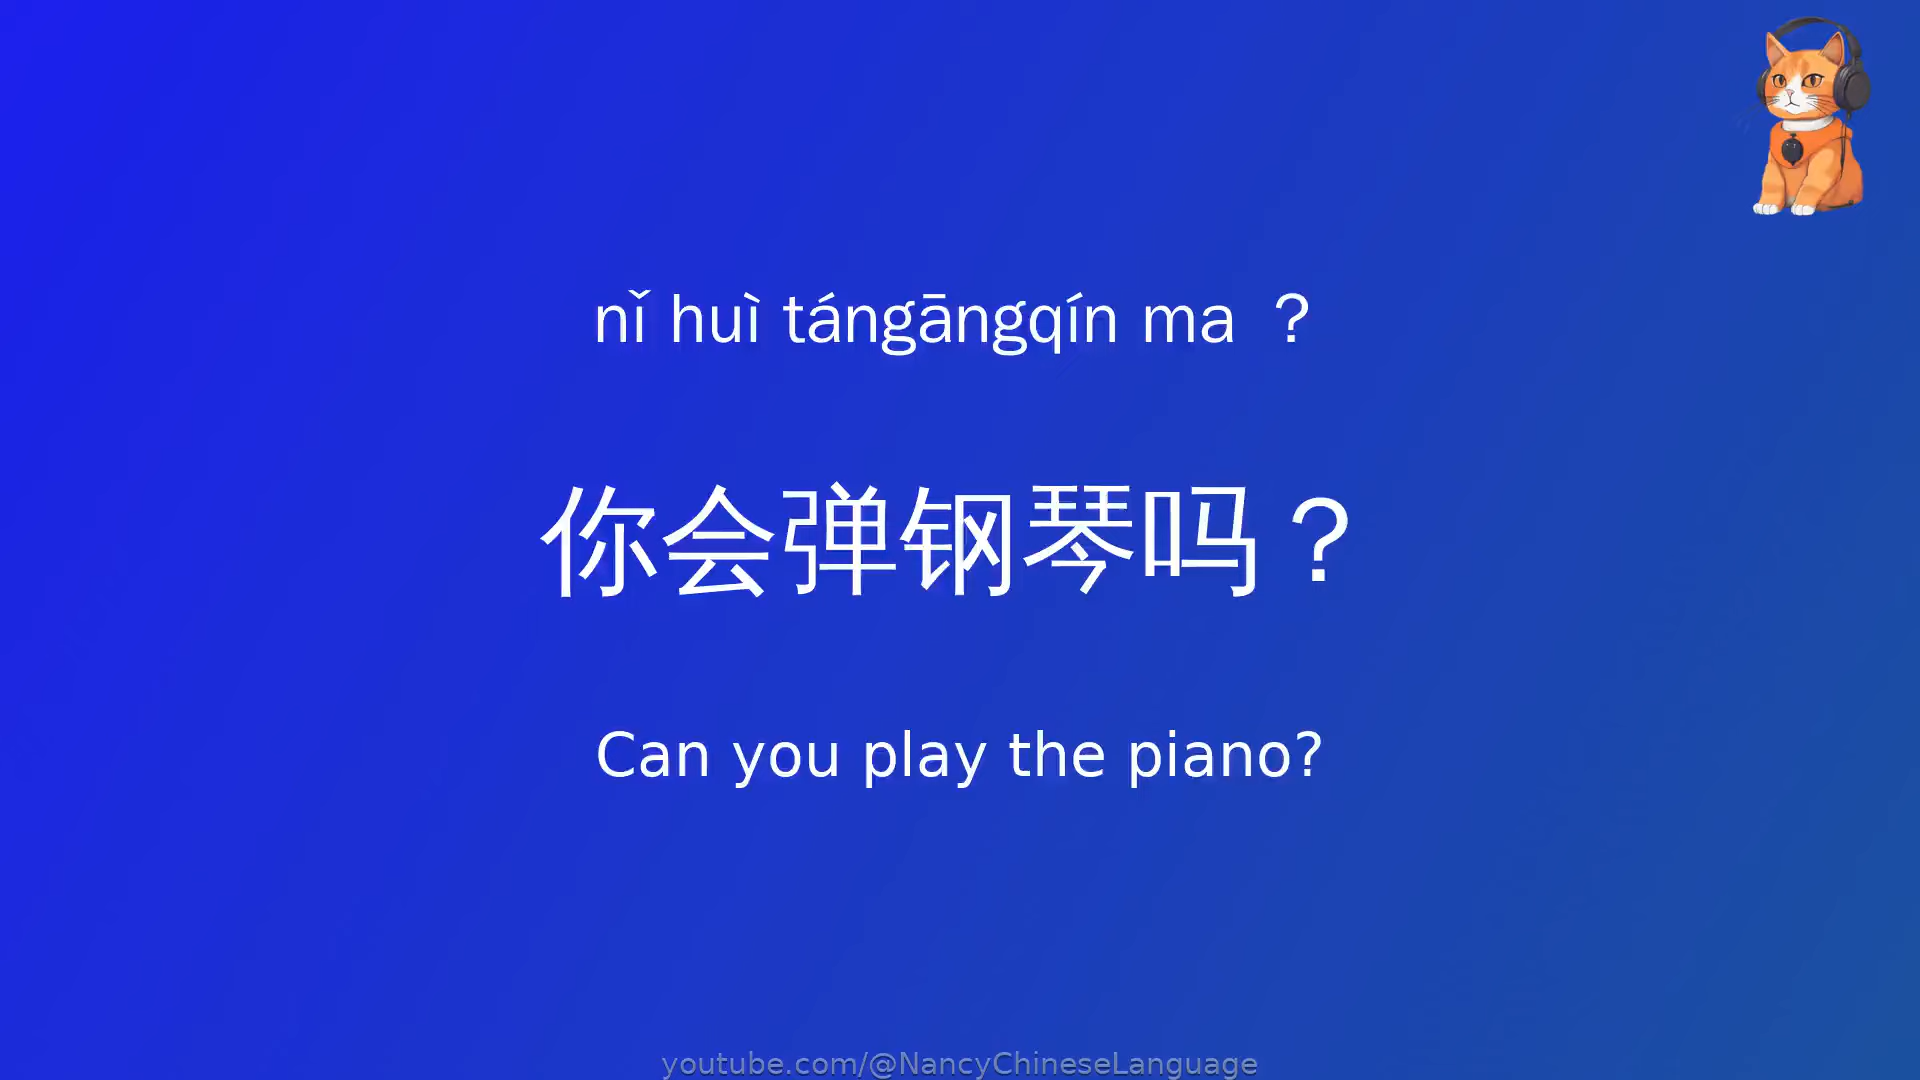 nǐ huì tángāngqín ma ？
你会弹钢琴吗？
Can you play the piano?
youtube.com/@NancyChineseLanguage